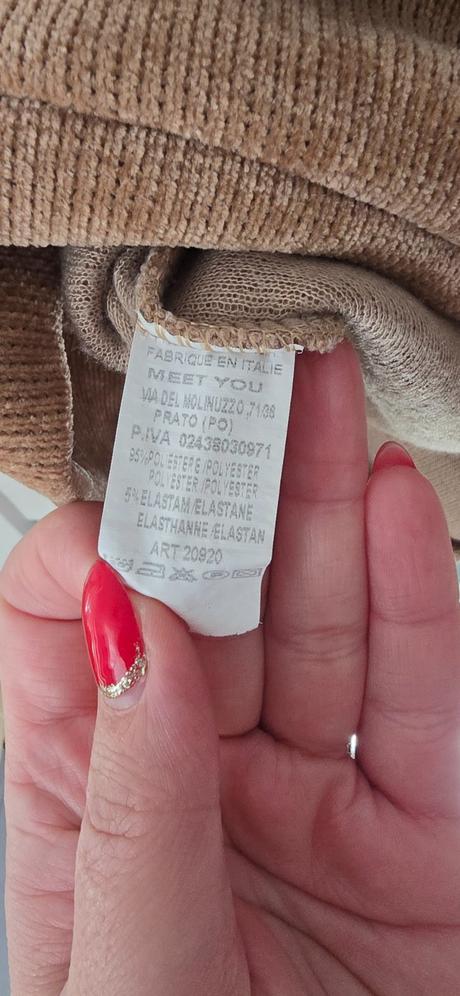 FABRIQUE EN ITALIE
MEET YOU
VIA DEL MOLINUZZO ,71-86
PRATO (PO)
P.IVA 02438030971
95%POLIESTERE /POLYESTER
POLYESTER /POLYESTER
5% ELASTAM /ELASTANE
ELASTHANNE /ELASTAN
ART 20920